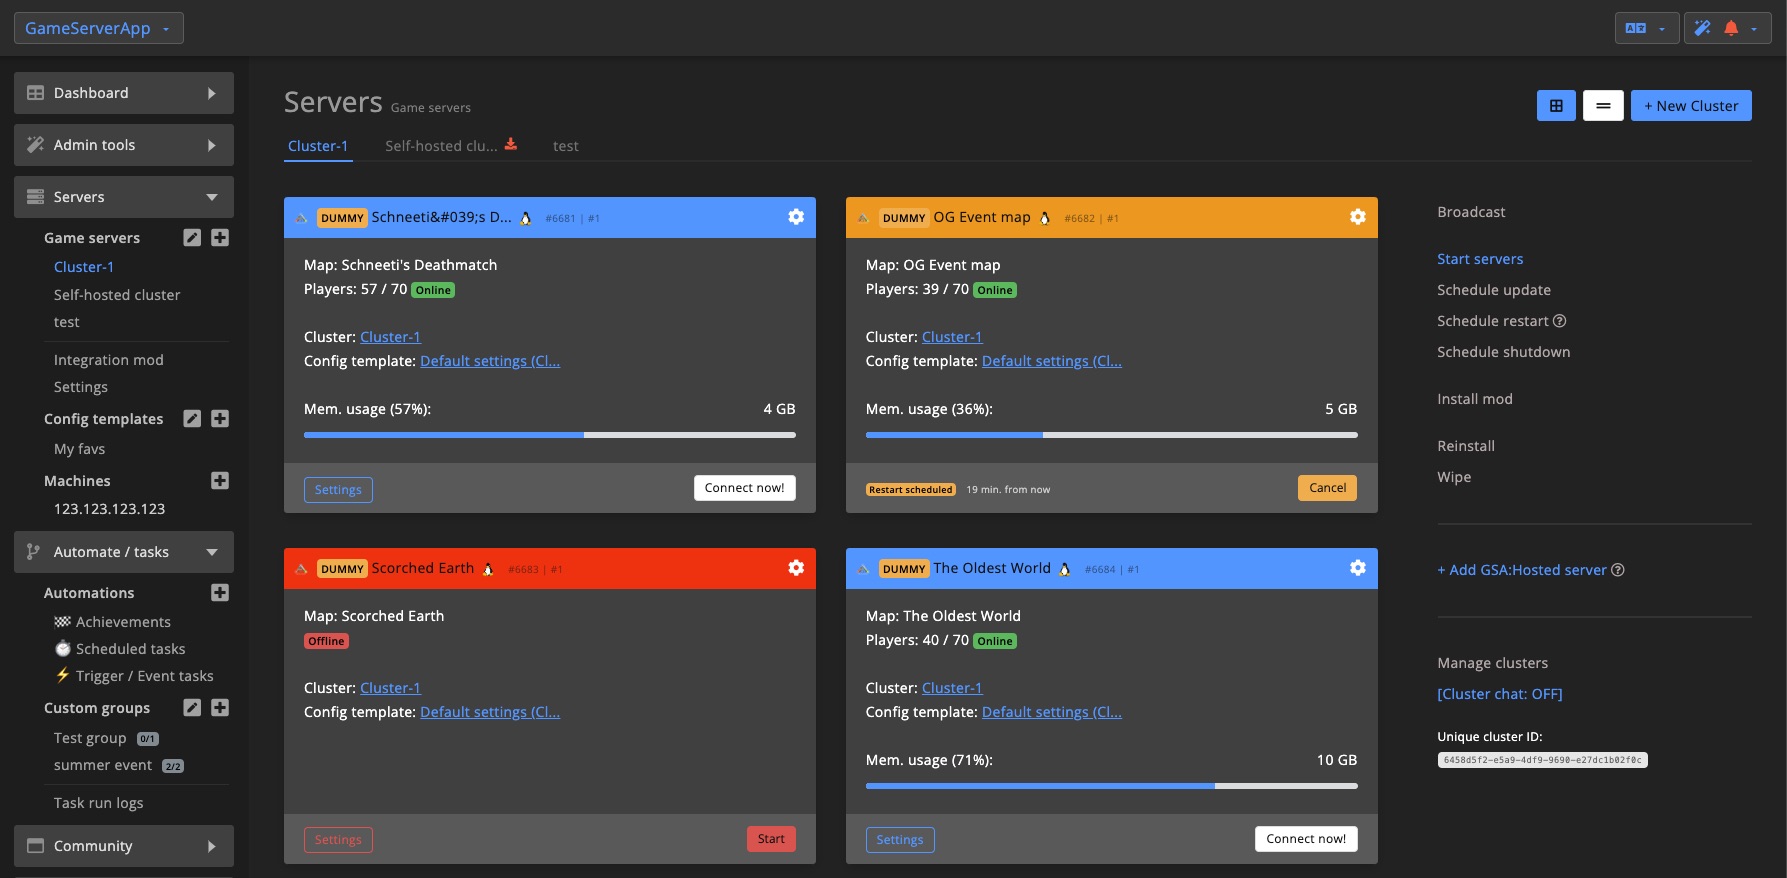 GameServerApp
Dashboard
Admin tools
Servers
Game servers
Cluster-1
Self-hosted cluster
test
Integration mod
Settings
Config templates
My favs
Machines
123.123.123.123
Automate / tasks
Automations
Achievements
Scheduled tasks
Trigger / Event tasks
Custom groups
Test group 0/1
summer event 2/2
Task run logs
Community
Servers Game servers
+ New Cluster
Cluster-1 Self-hosted clu... test
DUMMY Schneeti&#039;s D... #6681 | #1
Map: Schneeti's Deathmatch
Players: 57 / 70 Online
Cluster: Cluster-1
Config template: Default settings (Cl...
Mem. usage (57%): 4 GB
Settings Connect now!
DUMMY OG Event map #6682 | #1
Map: OG Event map
Players: 39 / 70 Online
Cluster: Cluster-1
Config template: Default settings (Cl...
Mem. usage (36%): 5 GB
Restart scheduled 19 min. from now Cancel
DUMMY Scorched Earth #6683 | #1
Map: Scorched Earth
Offline
Cluster: Cluster-1
Config template: Default settings (Cl...
Settings Start
DUMMY The Oldest World #6684 | #1
Map: The Oldest World
Players: 40 / 70 Online
Cluster: Cluster-1
Config template: Default settings (Cl...
Mem. usage (71%): 10 GB
Settings Connect now!
Broadcast
Start servers
Schedule update
Schedule restart
Schedule shutdown
Install mod
Reinstall
Wipe
+ Add GSA:Hosted server
Manage clusters
[Cluster chat: OFF]
Unique cluster ID:
6458d5f2-e5a9-4df9-9690-e27dc1b02f0c